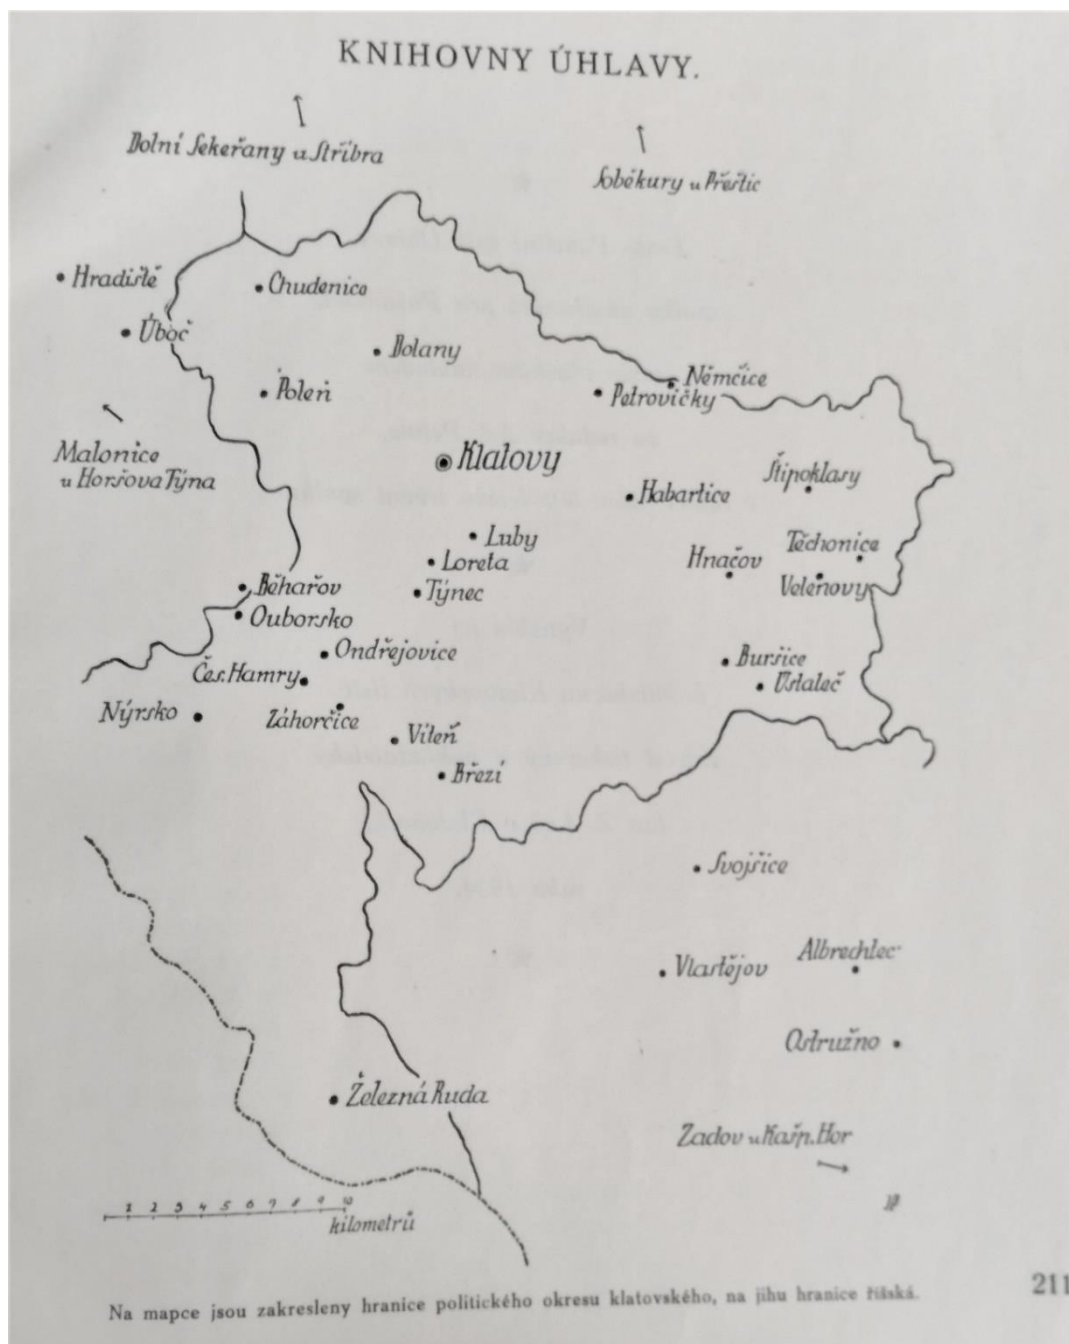 KNIHOVNY ÚHLAVY.
Dolní Sekeřany u Stříbra
Soběkury u Přeštic
Hradiště
Chudenice
Úboč
Dolany
Němčice
Poleň
Petrovičky
Malonice
u Horšova Týna
Klatovy
Štipoklasy
Habartice
Luby
Těchonice
Hnačov
Loreta
Veleňovy
Běhařov
Týnec
Ouborsko
Ondřejovice
Buršice
Čes. Hamry
Ústaleč
Nýrsko
Záhorčice
Viteň
Březí
Svojšice
Albrechtec
Vlastějov
Ostružno
Železná Ruda
Zadov u Kašp. Hor
1 2 3 4 5 6 7 8 9 10
kilometrů
Na mapce jsou zakresleny hranice politického okresu klatovského, na jihu hranice říšská.
211